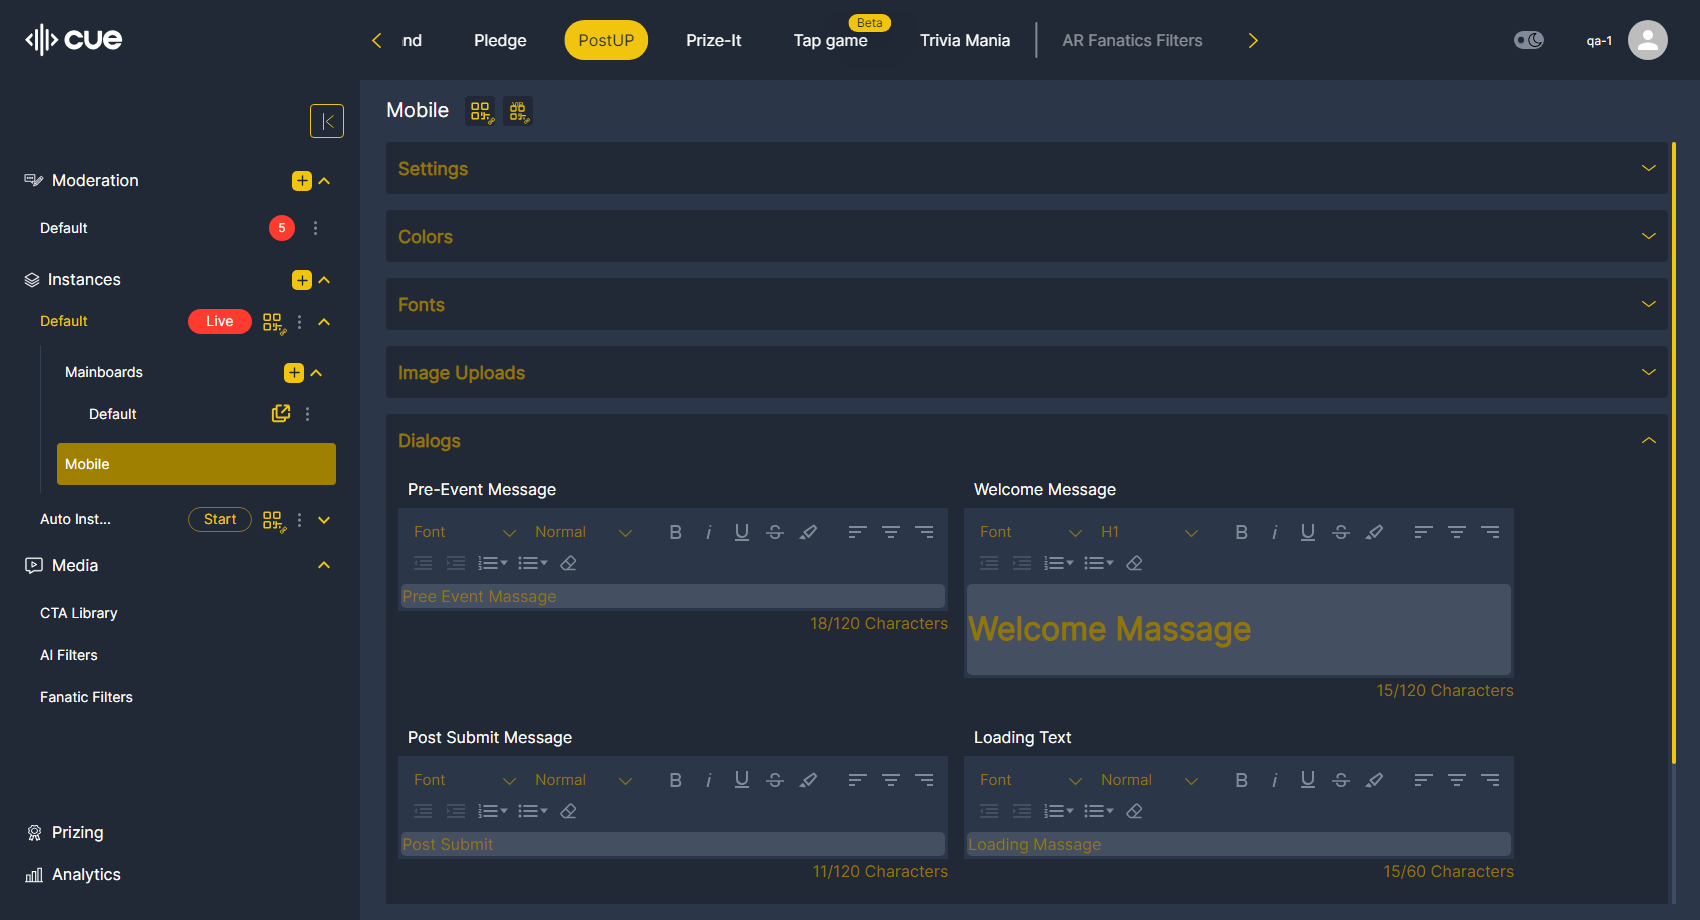 cue
nd
Pledge
PostUP
Prize-It
Beta
Tap game
Trivia Mania
AR Fanatics Filters
qa-1
Moderation
Default
5
Instances
Default
Live
Mainboards
Default
Mobile
Auto Inst...
Start
Media
CTA Library
AI Filters
Fanatic Filters
Prizing
Analytics
Mobile
Settings
Colors
Fonts
Image Uploads
Dialogs
Pre-Event Message
Font Normal
Pree Event Massage
18/120 Characters
Welcome Message
Font H1
Welcome Massage
15/120 Characters
Post Submit Message
Font Normal
Post Submit
11/120 Characters
Loading Text
Font Normal
Loading Massage
15/60 Characters